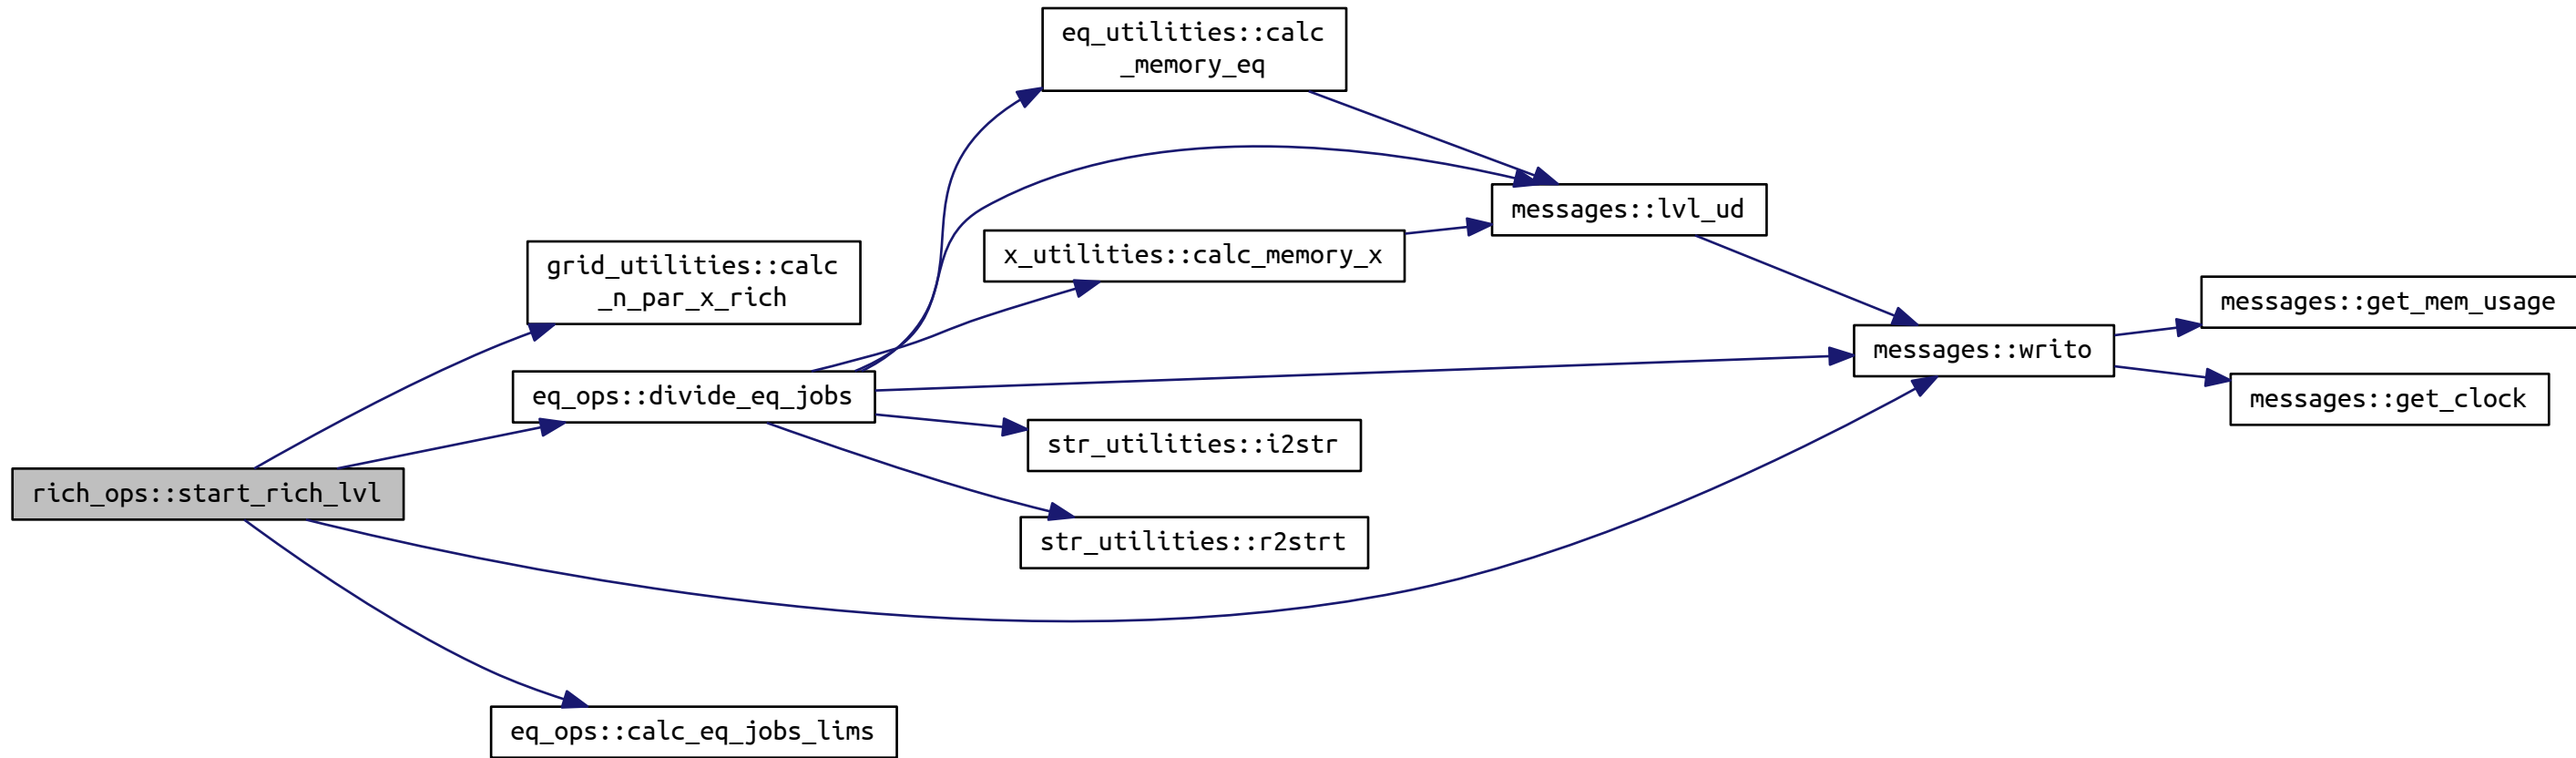 eq_utilities::calc
_memory_eq
messages::lvl_ud
x_utilities::calc_memory_x
grid_utilities::calc
_n_par_x_rich
messages::get_mem_usage
messages::writo
eq_ops::divide_eq_jobs
messages::get_clock
str_utilities::i2str
rich_ops::start_rich_lvl
str_utilities::r2strt
eq_ops::calc_eq_jobs_lims